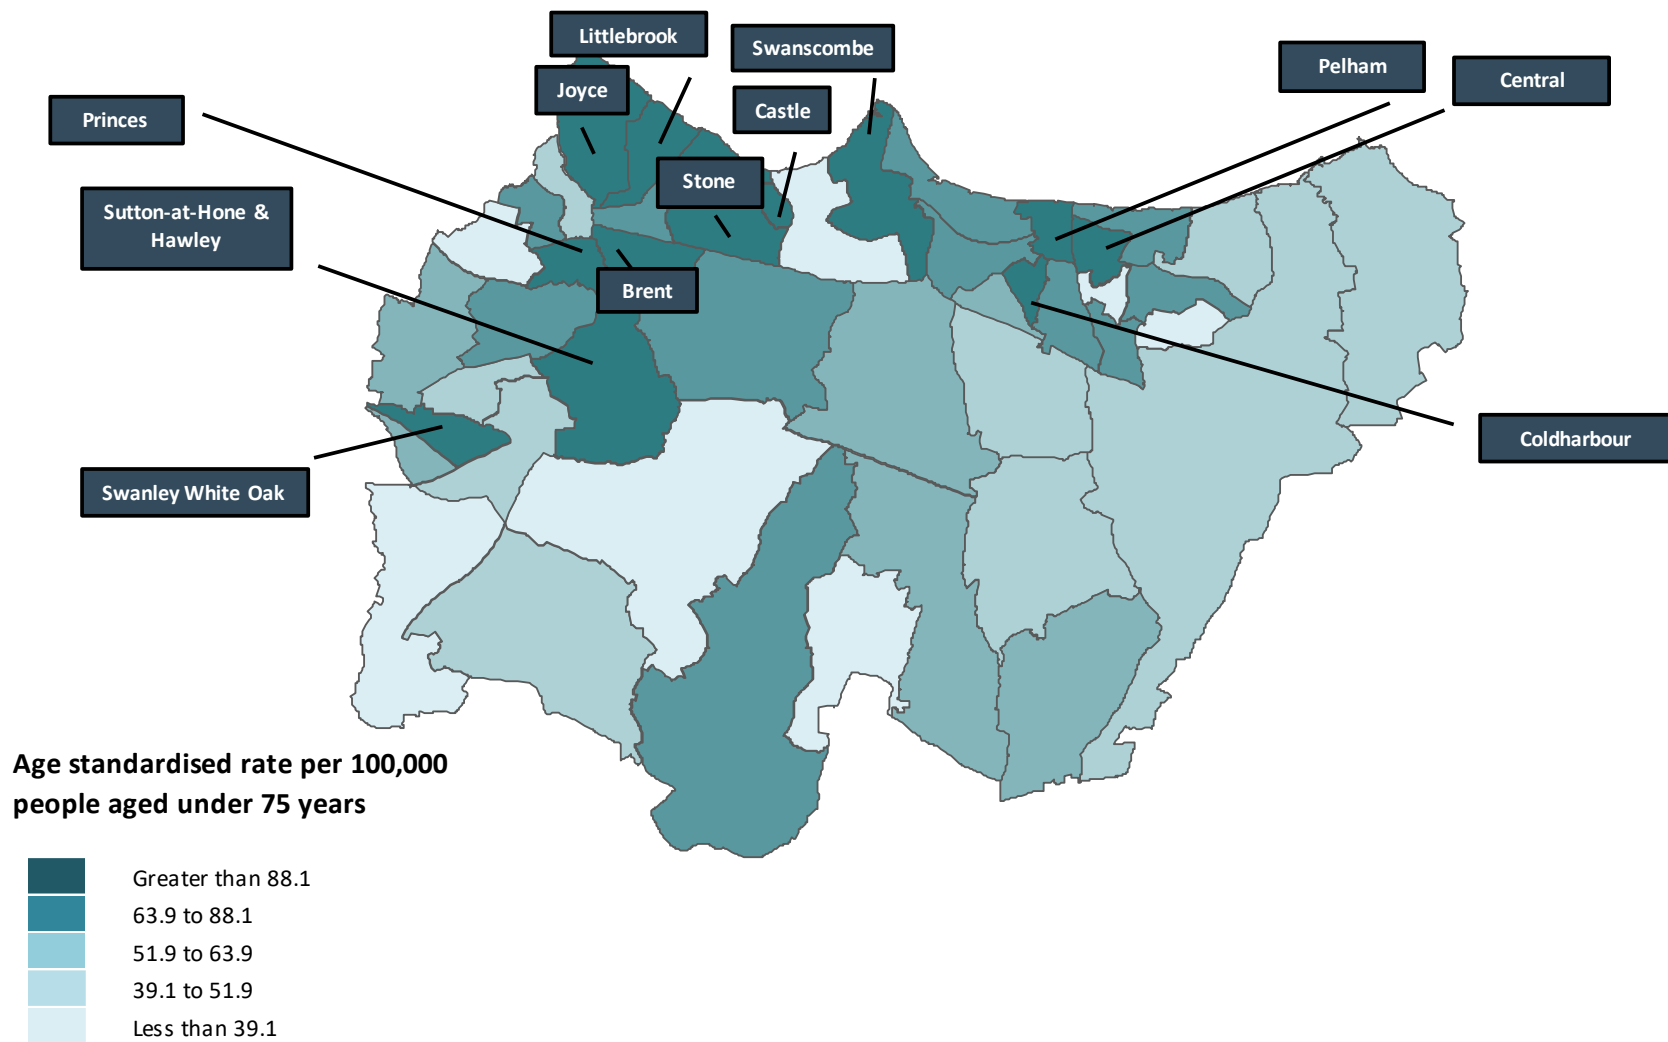 Littlebrook
Swanscombe
Pelham
Central
Joyce
Castle
Princes
Stone
Sutton-at-Hone &
Hawley
Brent
Coldharbour
Swanley White Oak
Age standardised rate per 100,000
people aged under 75 years
Greater than 88.1
63.9 to 88.1
51.9 to 63.9
39.1 to 51.9
Less than 39.1